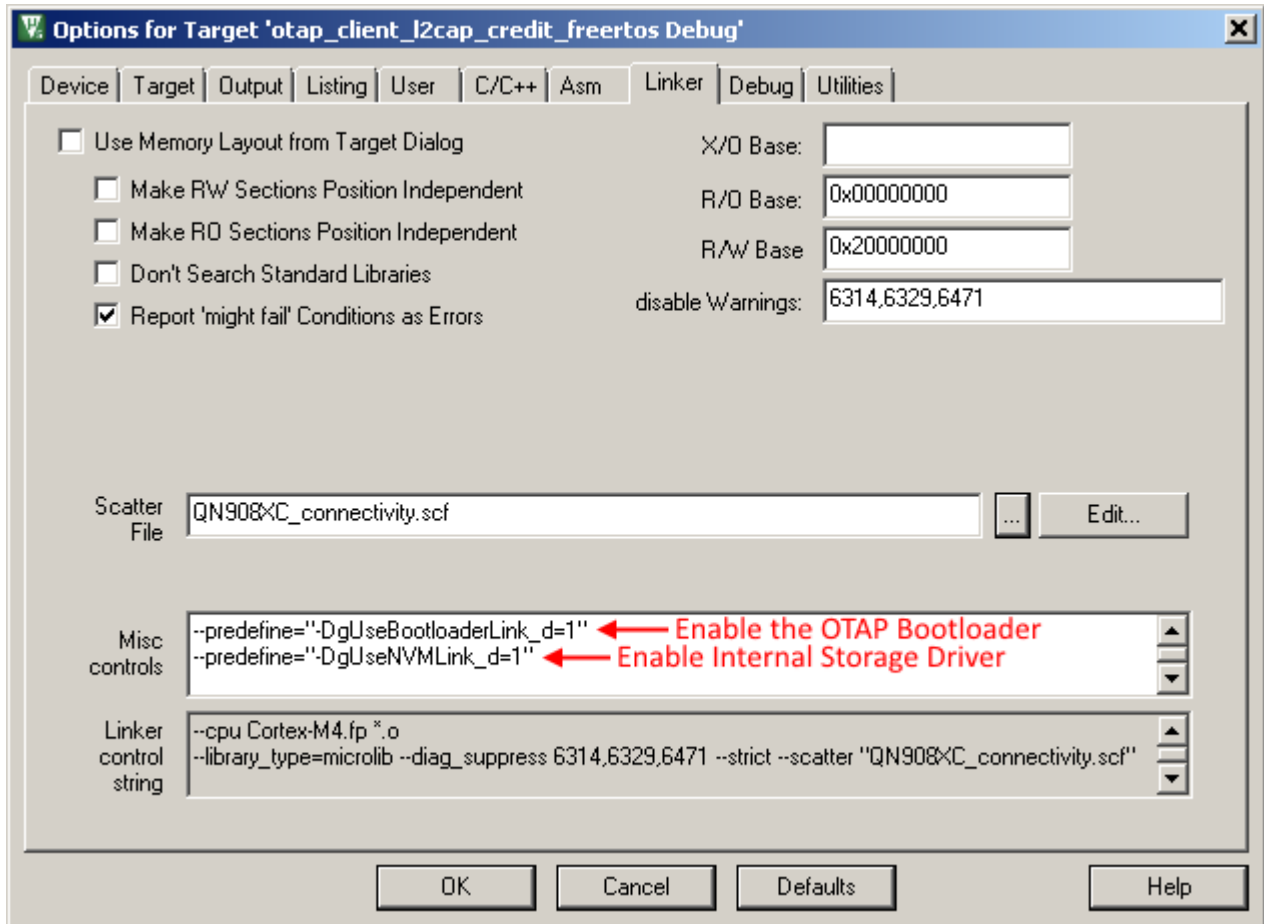 Options for Target 'otap_client_l2cap_credit_freertos Debug'
Device Target Output Listing User C/C++ Asm Linker Debug Utilities
Use Memory Layout from Target Dialog
Make RW Sections Position Independent
Make RO Sections Position Independent
Don't Search Standard Libraries
Report 'might fail' Conditions as Errors
X/O Base:
R/O Base: 0x00000000
R/W Base 0x20000000
disable Warnings: 6314,6329,6471
Scatter
File
QN908XC_connectivity.scf
... Edit...
Misc
controls
--predefine="-DgUseBootloaderLink_d=1" Enable the OTAP Bootloader
--predefine="-DgUseNVMLink_d=1" Enable Internal Storage Driver
Linker
control
string
--cpu Cortex-M4.fp *.o
--library_type=microlib --diag_suppress 6314,6329,6471 --strict --scatter "QN908XC_connectivity.scf"
OK Cancel Defaults Help